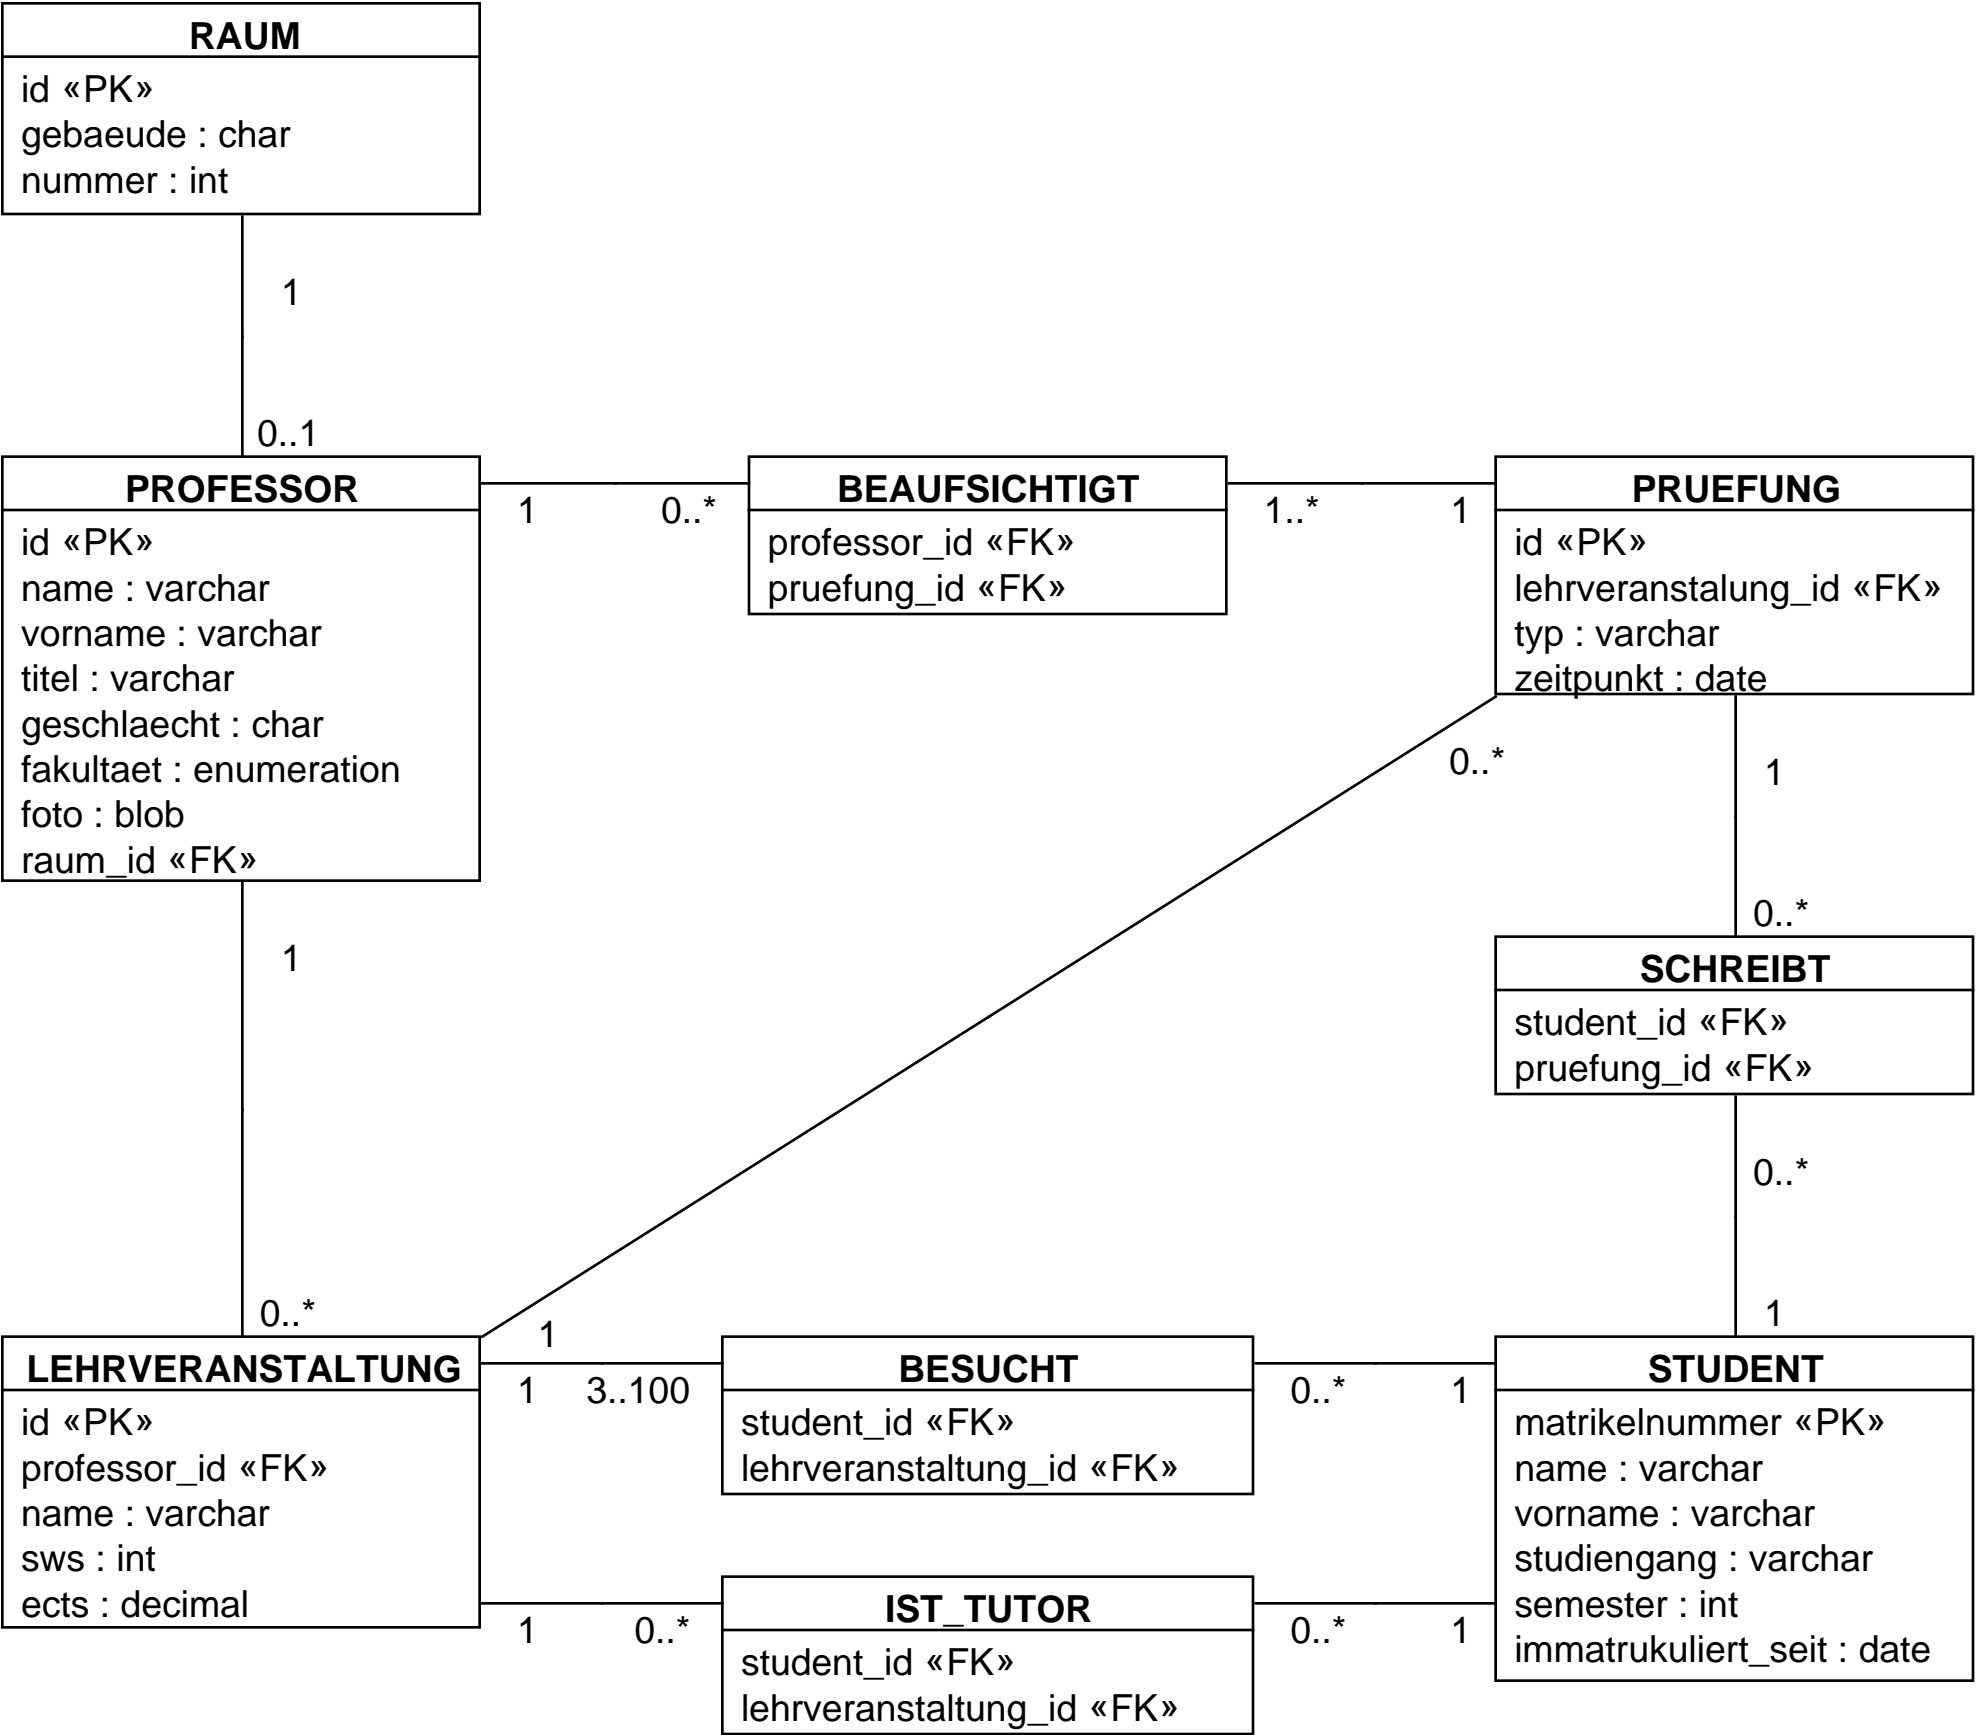 RAUM
id «PK»
gebaeude : char
nummer : int
1
0..1
PROFESSOR
id «PK»
name : varchar
vorname : varchar
titel : varchar
geschlaecht : char
fakultaet : enumeration
foto : blob
raum_id «FK»
1
0..*
BEAUFSICHTIGT
professor_id «FK»
pruefung_id «FK»
1..*
1
PRUEFUNG
id «PK»
lehrveranstalung_id «FK»
typ : varchar
zeitpunkt : date
0..*
1
0..*
SCHREIBT
student_id «FK»
pruefung_id «FK»
0..*
1
1
0..*
1
LEHRVERANSTALTUNG
id «PK»
professor_id «FK»
name : varchar
sws : int
ects : decimal
1
3..100
BESUCHT
student_id «FK»
lehrveranstaltung_id «FK»
0..*
1
STUDENT
matrikelnummer «PK»
name : varchar
vorname : varchar
studiengang : varchar
semester : int
immatrukuliert_seit : date
1
0..*
IST_TUTOR
student_id «FK»
lehrveranstaltung_id «FK»
0..*
1